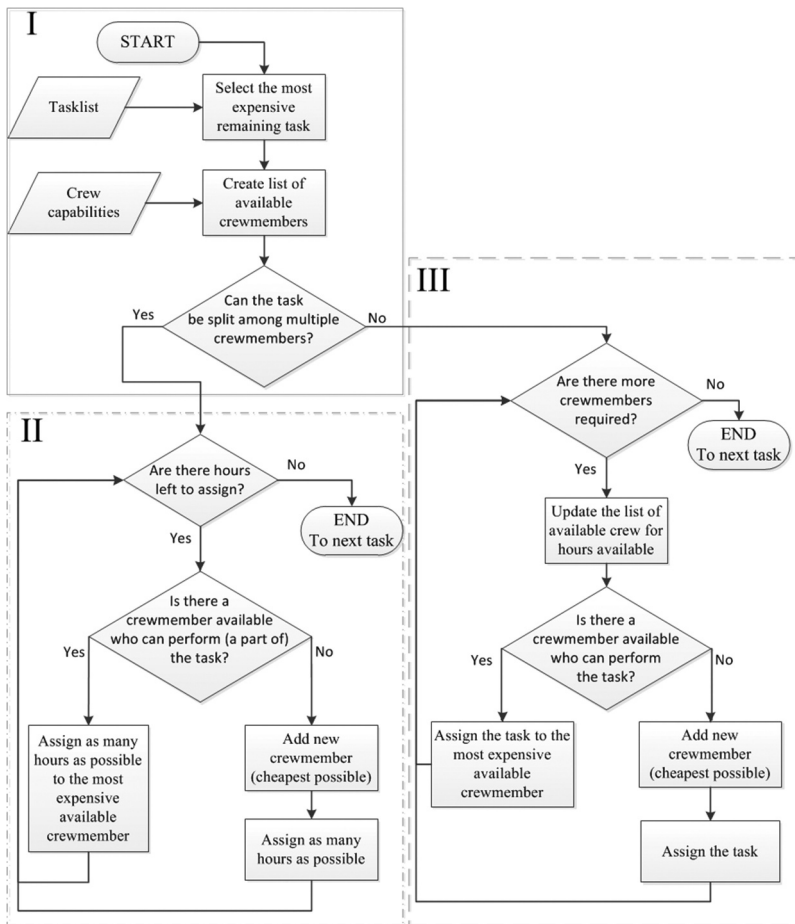 I
START
Tasklist
Select the most
expensive
remaining task
Crew
capabilities
Create list of
available
crewmembers
Can the task
be split among multiple
crewmembers?
Yes
No
II
Are there hours
left to assign?
No
END
To next task
Yes
Is there a
crewmember available
who can perform (a part of)
the task?
Yes
No
Assign as many
hours as possible
to the most
expensive
available
crewmember
Add new
crewmember
(cheapest possible)
Assign as many
hours as possible
III
Are there more
crewmembers
required?
No
END
To next task
Yes
Update the list of
available crew for
hours available
Is there a
crewmember available
who can perform
the task?
Yes
No
Assign the task to the
most expensive
available
crewmember
Add new
crewmember
(cheapest possible)
Assign the task